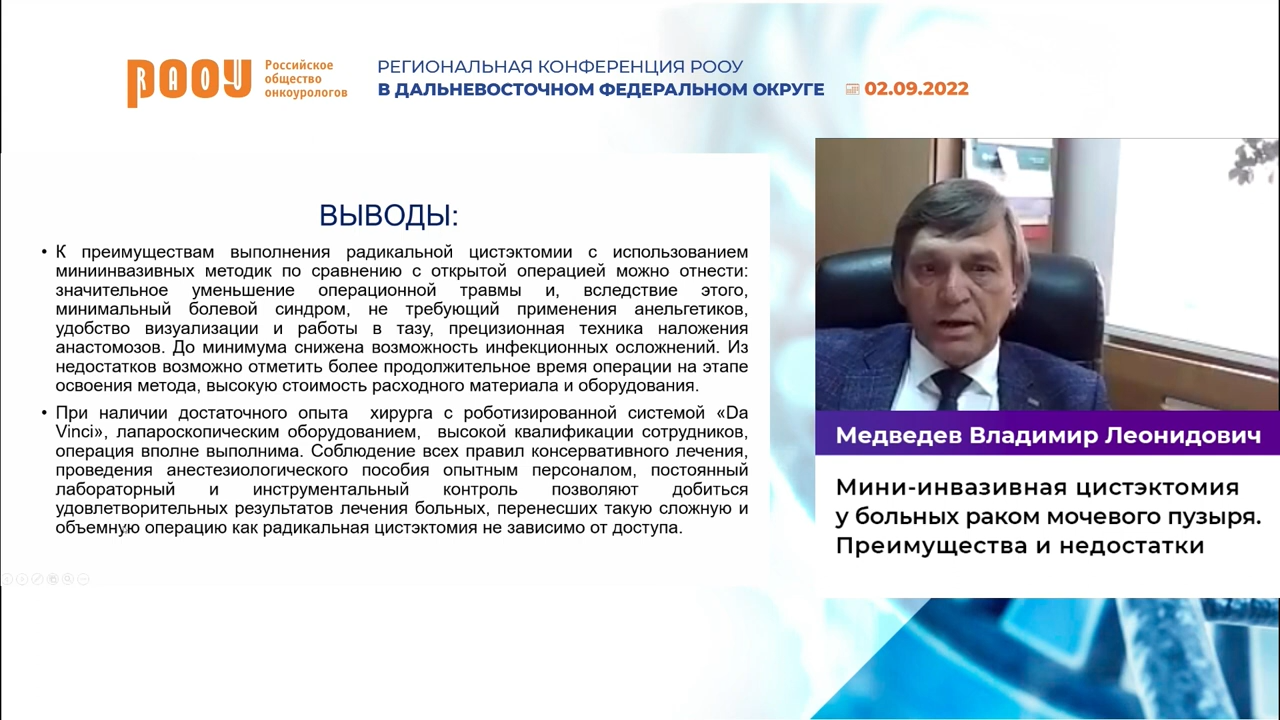 РООУ
RAOU
Российское
общество
онкоурологов
РЕГИОНАЛЬНАЯ КОНФЕРЕНЦИЯ РООУ
В ДАЛЬНЕВОСТОЧНОМ ФЕДЕРАЛЬНОМ ОКРУГЕ 02.09.2022
ВЫВОДЫ:
• К преимуществам выполнения радикальной цистэктомии с использованием
миниинвазивных методик по сравнению с открытой операцией можно отнести:
значительное уменьшение операционной травмы и, вследствие этого,
минимальный болевой синдром, не требующий применения анельгетиков,
удобство визуализации и работы в тазу, прецизионная техника наложения
анастомозов. До минимума снижена возможность инфекционных осложнений. Из
недостатков возможно отметить более продолжительное время операции на этапе
освоения метода, высокую стоимость расходного материала и оборудования.
• При наличии достаточного опыта хирурга с роботизированной системой «Da
Vinci», лапароскопическим оборудованием, высокой квалификации сотрудников,
операция вполне выполнима. Соблюдение всех правил консервативного лечения,
проведения анестезиологического пособия опытным персоналом, постоянный
лабораторный и инструментальный контроль позволяют добиться
удовлетворительных результатов лечения больных, перенесших такую сложную и
объемную операцию как радикальная цистэктомия не зависимо от доступа.
Медведев Владимир Леонидович
Мини-инвазивная цистэктомия
у больных раком мочевого пузыря.
Преимущества и недостатки